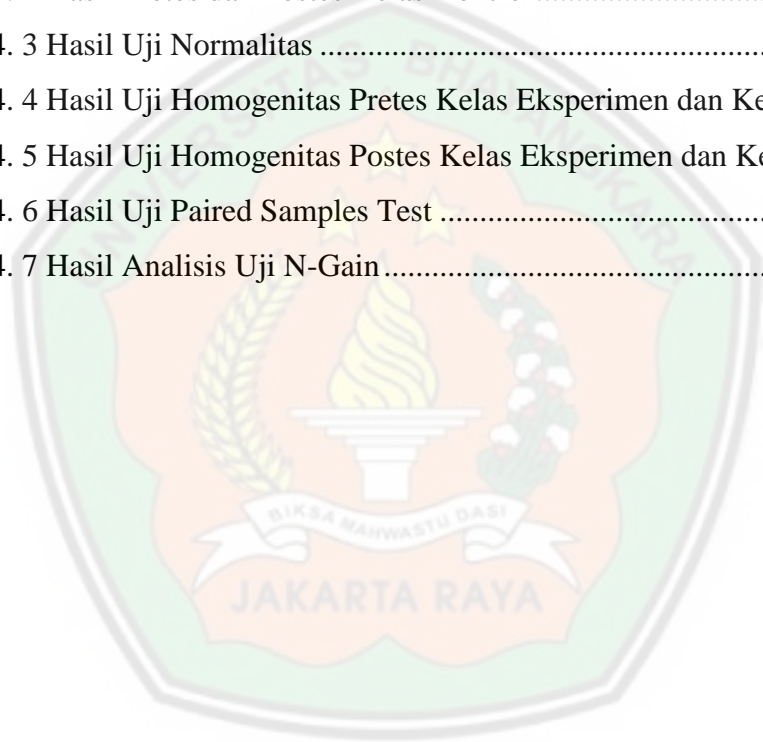 4. 3 Hasil Uji Normalitas ........................................................
4. 4 Hasil Uji Homogenitas Pretes Kelas Eksperimen dan
4. 5 Hasil Uji Homogenitas Postes Kelas Eksperimen dan
4. 6 Hasil Uji Paired Samples Test ........................................
4. 7 Hasil Analisis Uji N-Gain ................................................
UNIVERSITAS BHAYANGKARA
BIKSA MAHWASTU DASI
JAKARTA RAYA